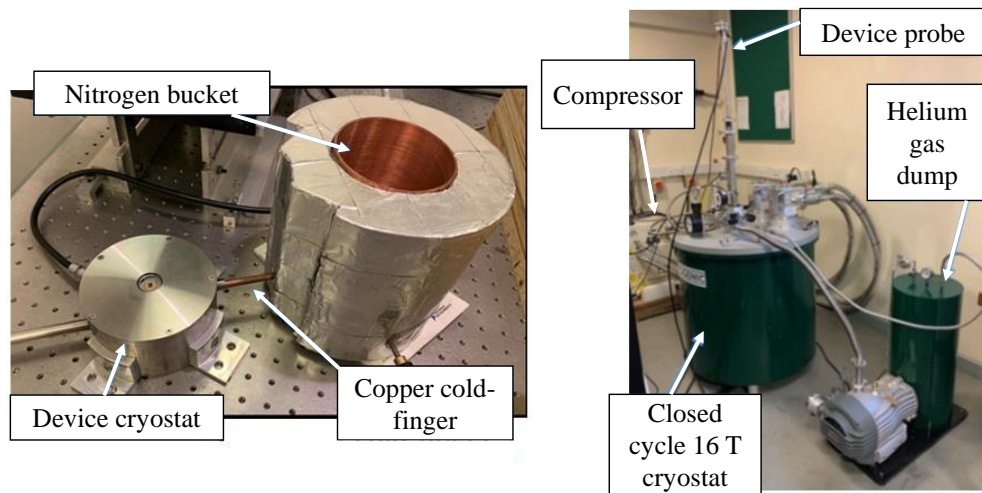 Nitrogen bucket
Device cryostat
Copper cold-
finger
Device probe
Compressor
Helium
gas
dump
Closed
cycle 16 T
cryostat